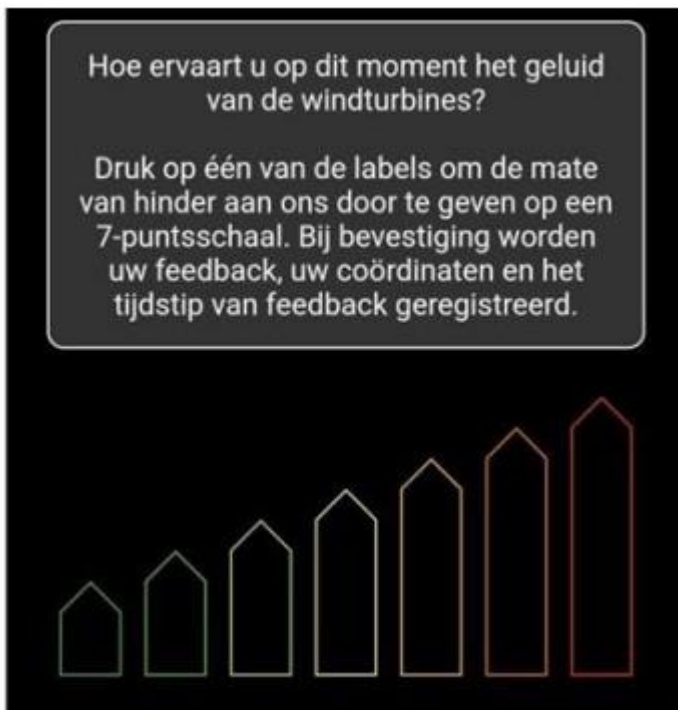 Hoe ervaart u op dit moment het geluid
van de windturbines?
Druk op één van de labels om de mate
van hinder aan ons door te geven op een
7-puntsschaal. Bij bevestiging worden
uw feedback, uw coördinaten en het
tijdstip van feedback geregistreerd.